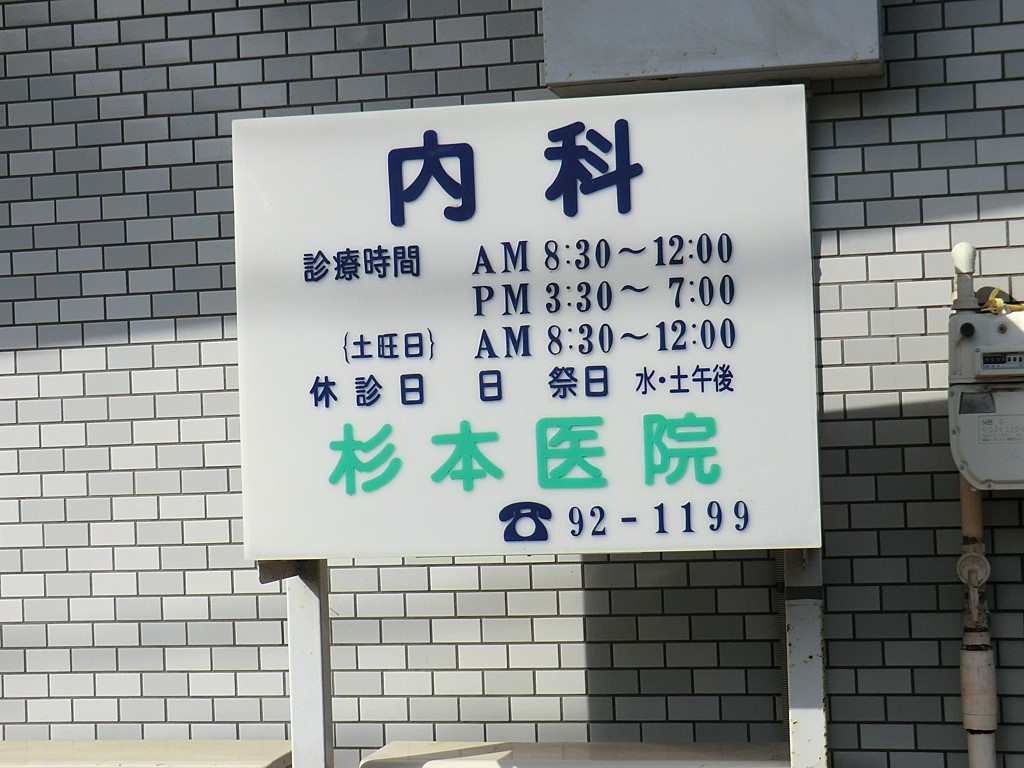 内科
診療時間 AM 8:30～12:00
PM 3:30～ 7:00
{土旺日} AM 8:30～12:00
休診日 日 祭日 水・土午後
杉本医院
☎ 92-1199